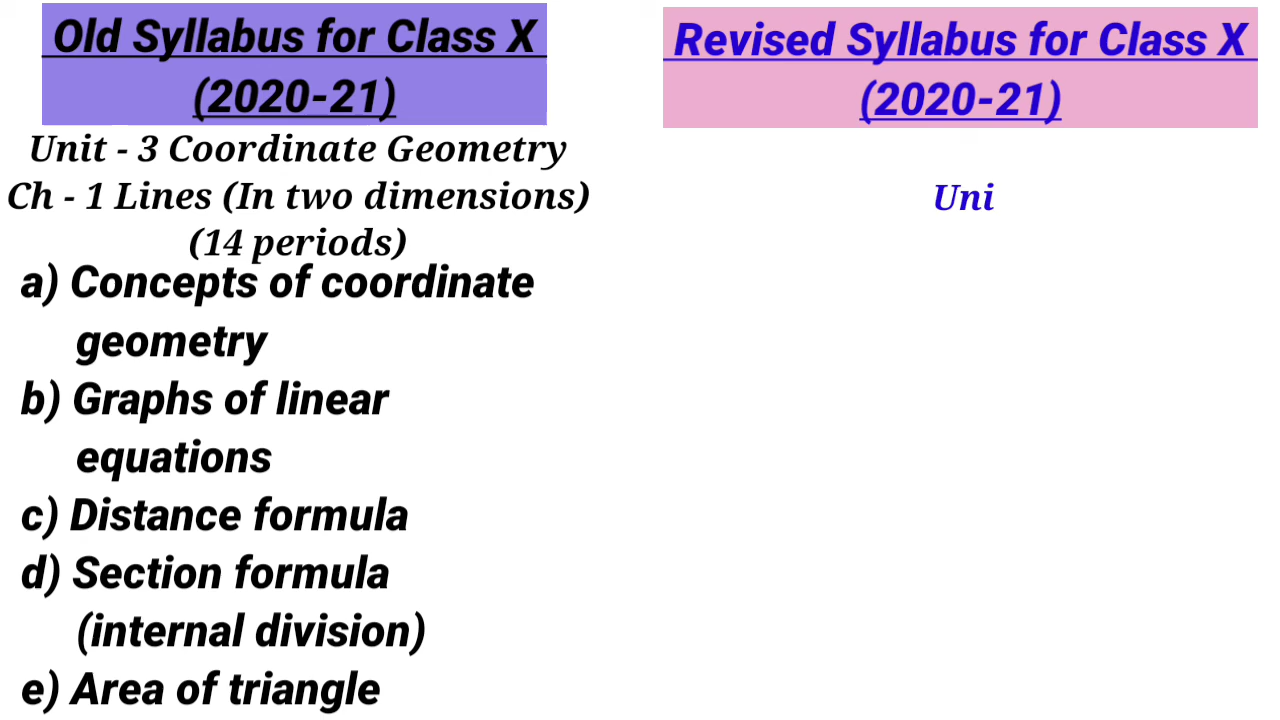 Old Syllabus for Class X
(2020-21)
Unit - 3 Coordinate Geometry
Ch - 1 Lines (In two dimensions)
(14 periods)
a) Concepts of coordinate
geometry
b) Graphs of linear
equations
c) Distance formula
d) Section formula
(internal division)
e) Area of triangle
Revised Syllabus for Class X
(2020-21)
Uni